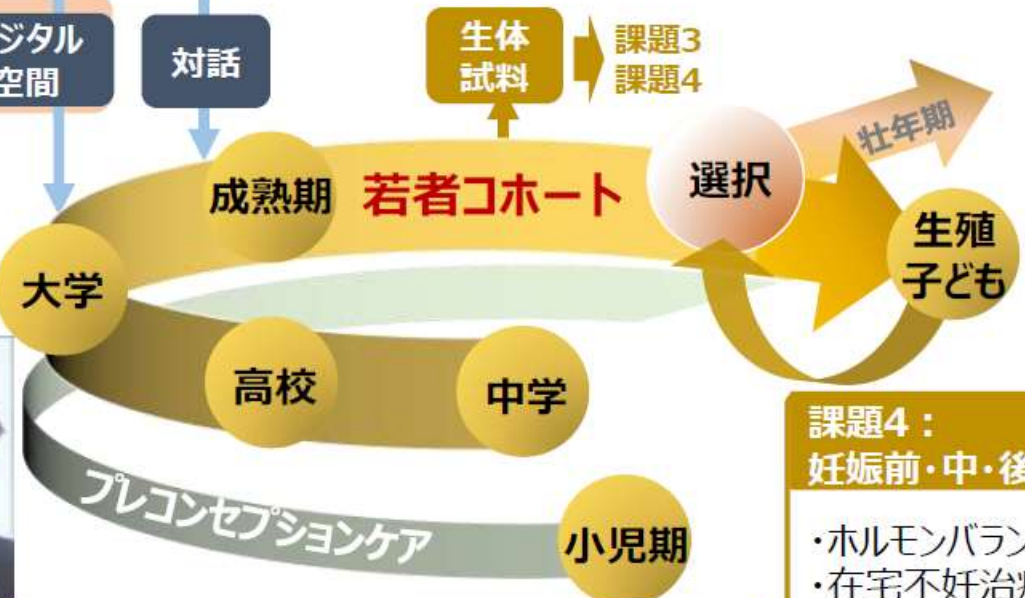 ジタル
空間
対話
生体
試料
課題3
課題4
壮年期
成熟期
若者コホート
選択
生殖
子ども
大学
高校
中学
プレコンセプションケア
小児期
課題4：
妊娠前・中・後
・ホルモンバラン
・在宅不妊治